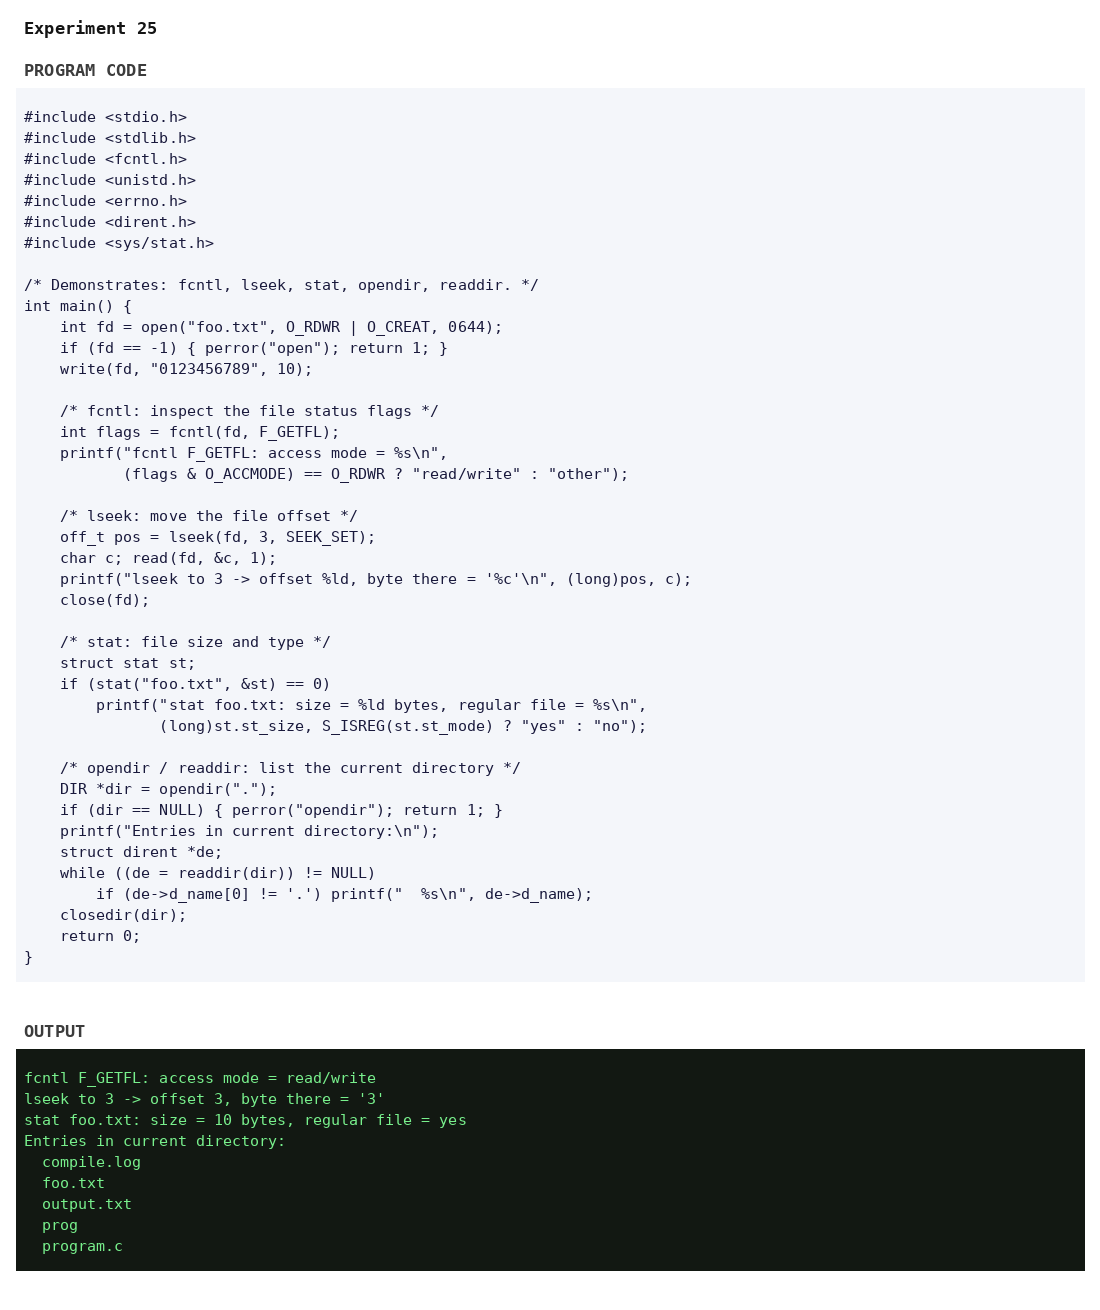 Experiment 25
PROGRAM CODE
#include <stdio.h>
#include <stdlib.h>
#include <fcntl.h>
#include <unistd.h>
#include <errno.h>
#include <dirent.h>
#include <sys/stat.h>

/* Demonstrates: fcntl, lseek, stat, opendir, readdir. */
int main() {
    int fd = open("foo.txt", O_RDWR | O_CREAT, 0644);
    if (fd == -1) { perror("open"); return 1; }
    write(fd, "0123456789", 10);

    /* fcntl: inspect the file status flags */
    int flags = fcntl(fd, F_GETFL);
    printf("fcntl F_GETFL: access mode = %s\n",
           (flags & O_ACCMODE) == O_RDWR ? "read/write" : "other");

    /* lseek: move the file offset */
    off_t pos = lseek(fd, 3, SEEK_SET);
    char c; read(fd, &c, 1);
    printf("lseek to 3 -> offset %ld, byte there = '%c'\n", (long)pos, c);
    close(fd);

    /* stat: file size and type */
    struct stat st;
    if (stat("foo.txt", &st) == 0)
        printf("stat foo.txt: size = %ld bytes, regular file = %s\n",
               (long)st.st_size, S_ISREG(st.st_mode) ? "yes" : "no");

    /* opendir / readdir: list the current directory */
    DIR *dir = opendir(".");
    if (dir == NULL) { perror("opendir"); return 1; }
    printf("Entries in current directory:\n");
    struct dirent *de;
    while ((de = readdir(dir)) != NULL)
        if (de->d_name[0] != '.') printf("  %s\n", de->d_name);
    closedir(dir);
    return 0;
}
OUTPUT
fcntl F_GETFL: access mode = read/write
lseek to 3 -> offset 3, byte there = '3'
stat foo.txt: size = 10 bytes, regular file = yes
Entries in current directory:
  compile.log
  foo.txt
  output.txt
  prog
  program.c